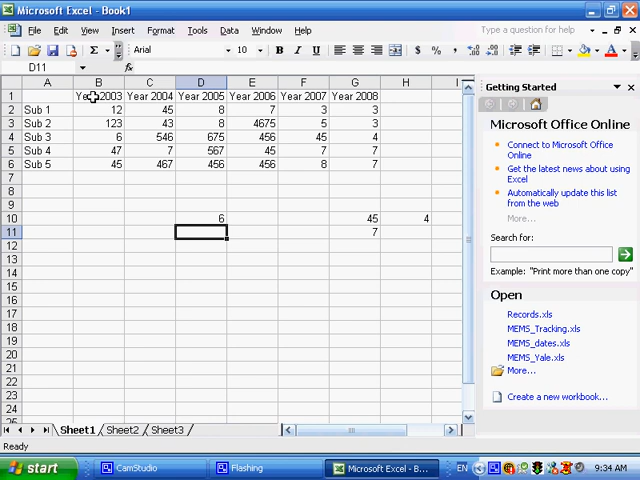 Microsoft Excel - Book1
File Edit View Insert Format Tools Data Window Help Type a question for help
Arial 10 B I U $ %
D11
A B C D E F G H I
1 Year 2003 Year 2004 Year 2005 Year 2006 Year 2007 Year 2008
2 Sub 1 12 45 8 7 3 3
3 Sub 2 123 43 8 4675 5 3
4 Sub 3 6 546 675 456 45 4
5 Sub 4 47 7 567 45 7 7
6 Sub 5 45 467 456 456 8 7
7
8
9
10 6 45 4
11 7
12
13
14
15
16
17
18
19
20
21
22
23
24
Sheet1 Sheet2 Sheet3
Ready
Getting Started
Microsoft Office Online
Connect to Microsoft Office
Online
Get the latest news about using
Excel
Automatically update this list
from the web
More...
Search for:
Example: "Print more than one copy"
Open
Records.xls
MEMS_Tracking.xls
MEMS_dates.xls
MEMS_Yale.xls
More...
Create a new workbook...
start CamStudio Flashing Microsoft Excel - B... EN 9:34 AM